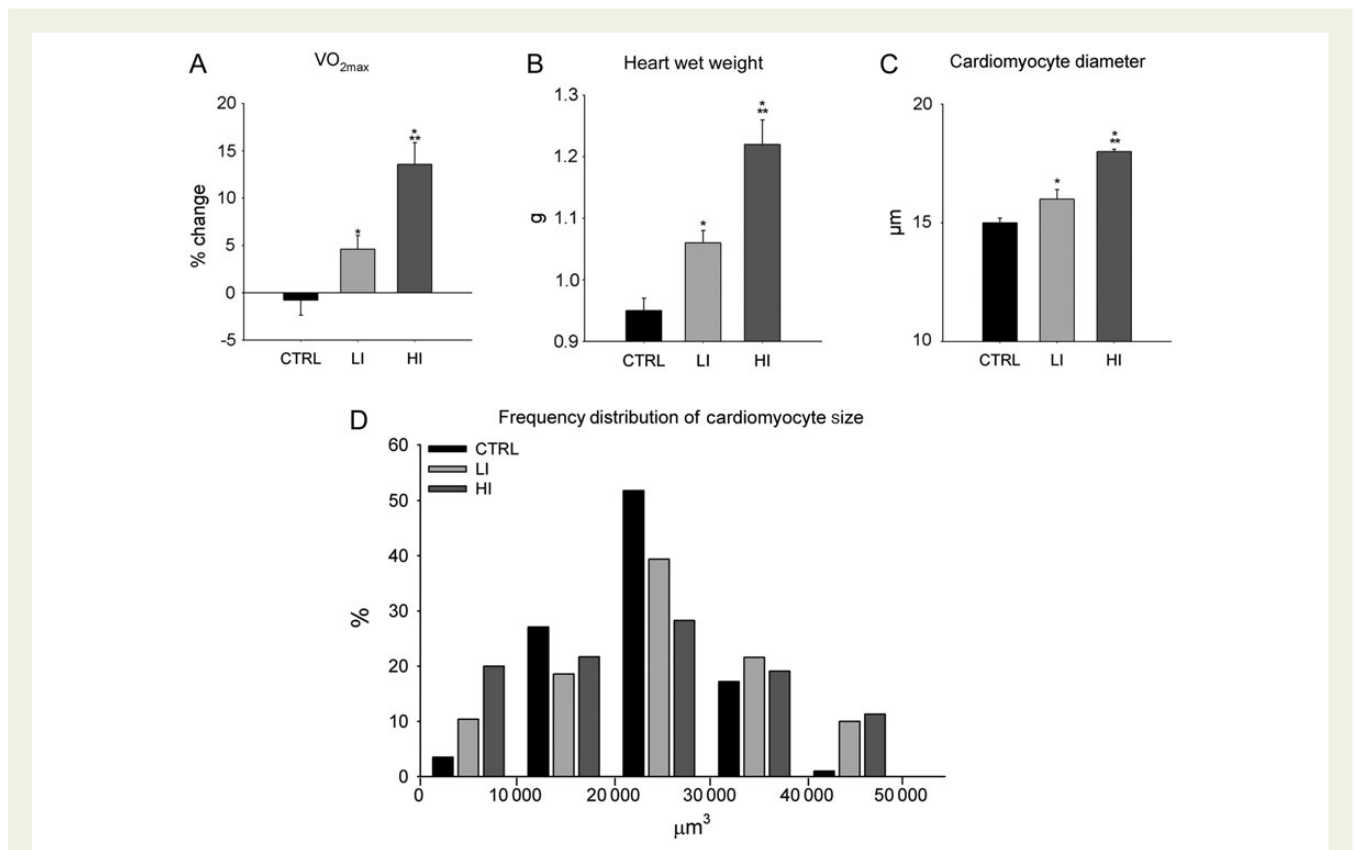 A VO2max
% change
20
15
10
5
0
-5
*
*
**
CTRL LI HI
B Heart wet weight
g
1.3
1.2
1.1
1.0
0.9
*
*
**
CTRL LI HI
C Cardiomyocyte diameter
µm
20
15
10
*
*
**
CTRL LI HI
D Frequency distribution of cardiomyocyte size
CTRL
LI
HI
%
60
50
40
30
20
10
0
0 10 000 20 000 30 000 40 000 50 000
µm³